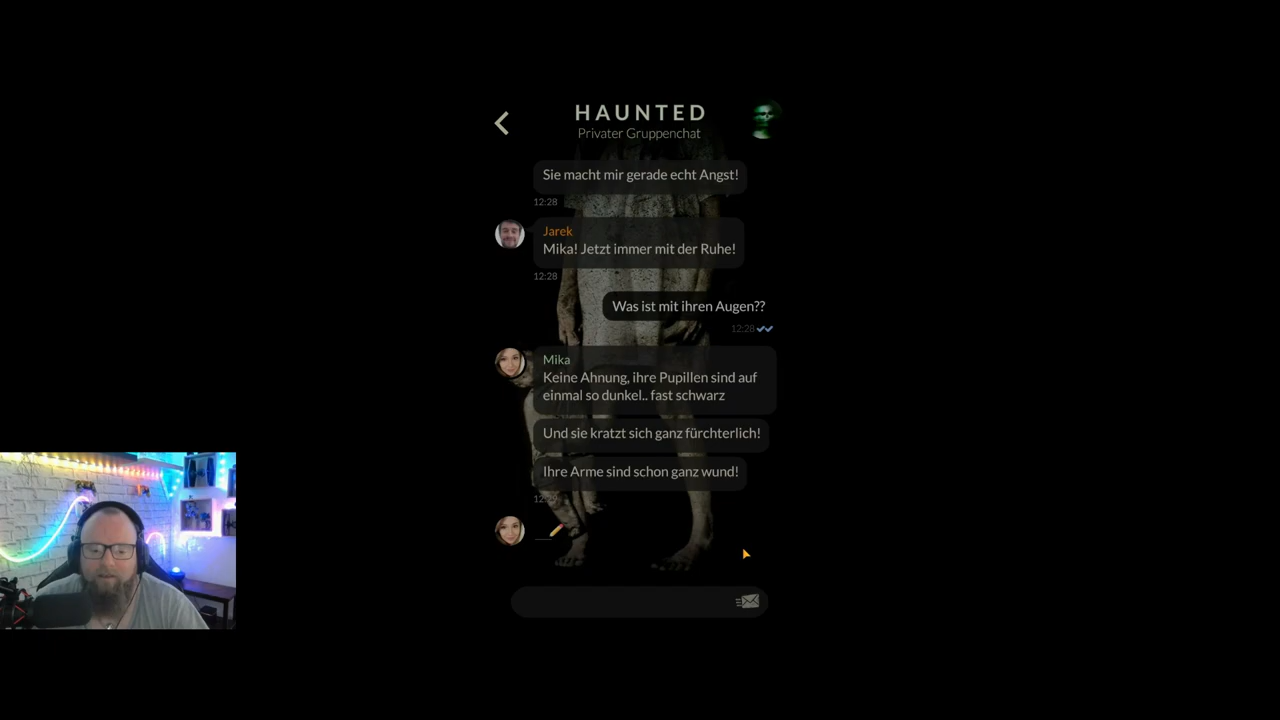 HAUNTED
Privater Gruppenchat
Sie macht mir gerade echt Angst!
12:28
Jarek
Mika! Jetzt immer mit der Ruhe!
12:28
Was ist mit ihren Augen??
12:28
Mika
Keine Ahnung, ihre Pupillen sind auf
einmal so dunkel.. fast schwarz
Und sie kratzt sich ganz fürchterlich!
Ihre Arme sind schon ganz wund!